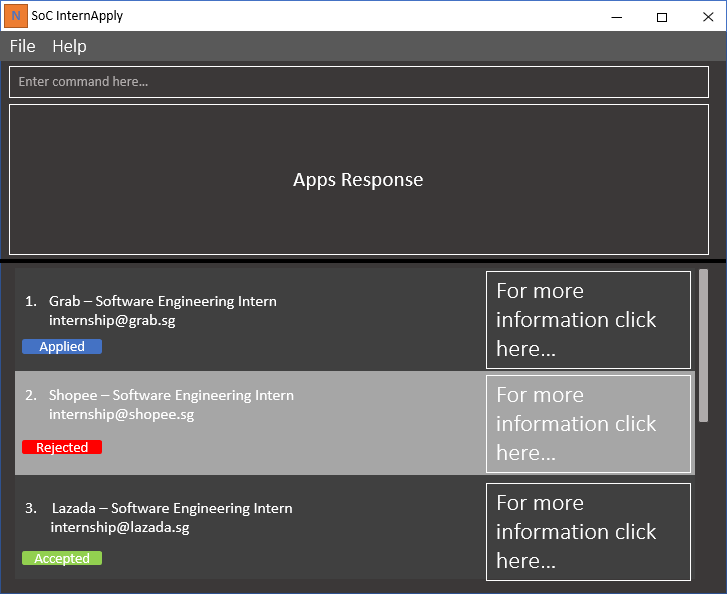 N SoC InternApply
File Help
Enter command here...
Apps Response
1. Grab – Software Engineering Intern
internship@grab.sg
Applied
For more
information click
here...
2. Shopee – Software Engineering Intern
internship@shopee.sg
Rejected
For more
information click
here...
3. Lazada – Software Engineering Intern
internship@lazada.sg
Accepted
For more
information click
here...